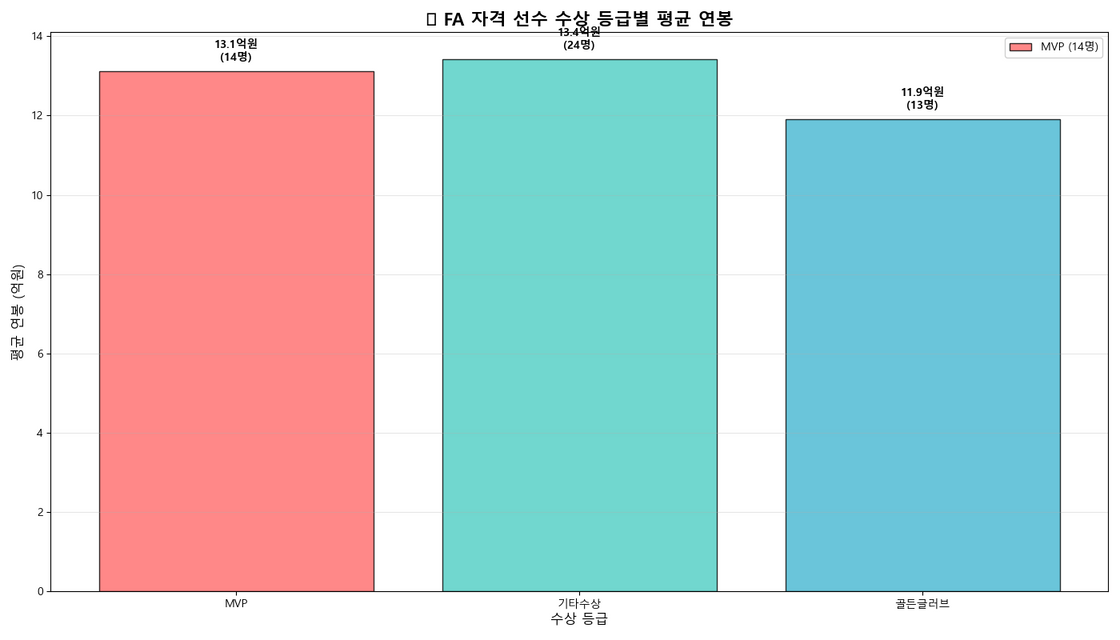 ▯ FA 자격 선수 수상 등급별 평균 연봉
13.1억원
(14명)
13.4억원
(24명)
11.9억원
(13명)
MVP (14명)
평균 연봉 (억원)
14
12
10
8
6
4
2
0
MVP
기타수상
골든글러브
수상 등급